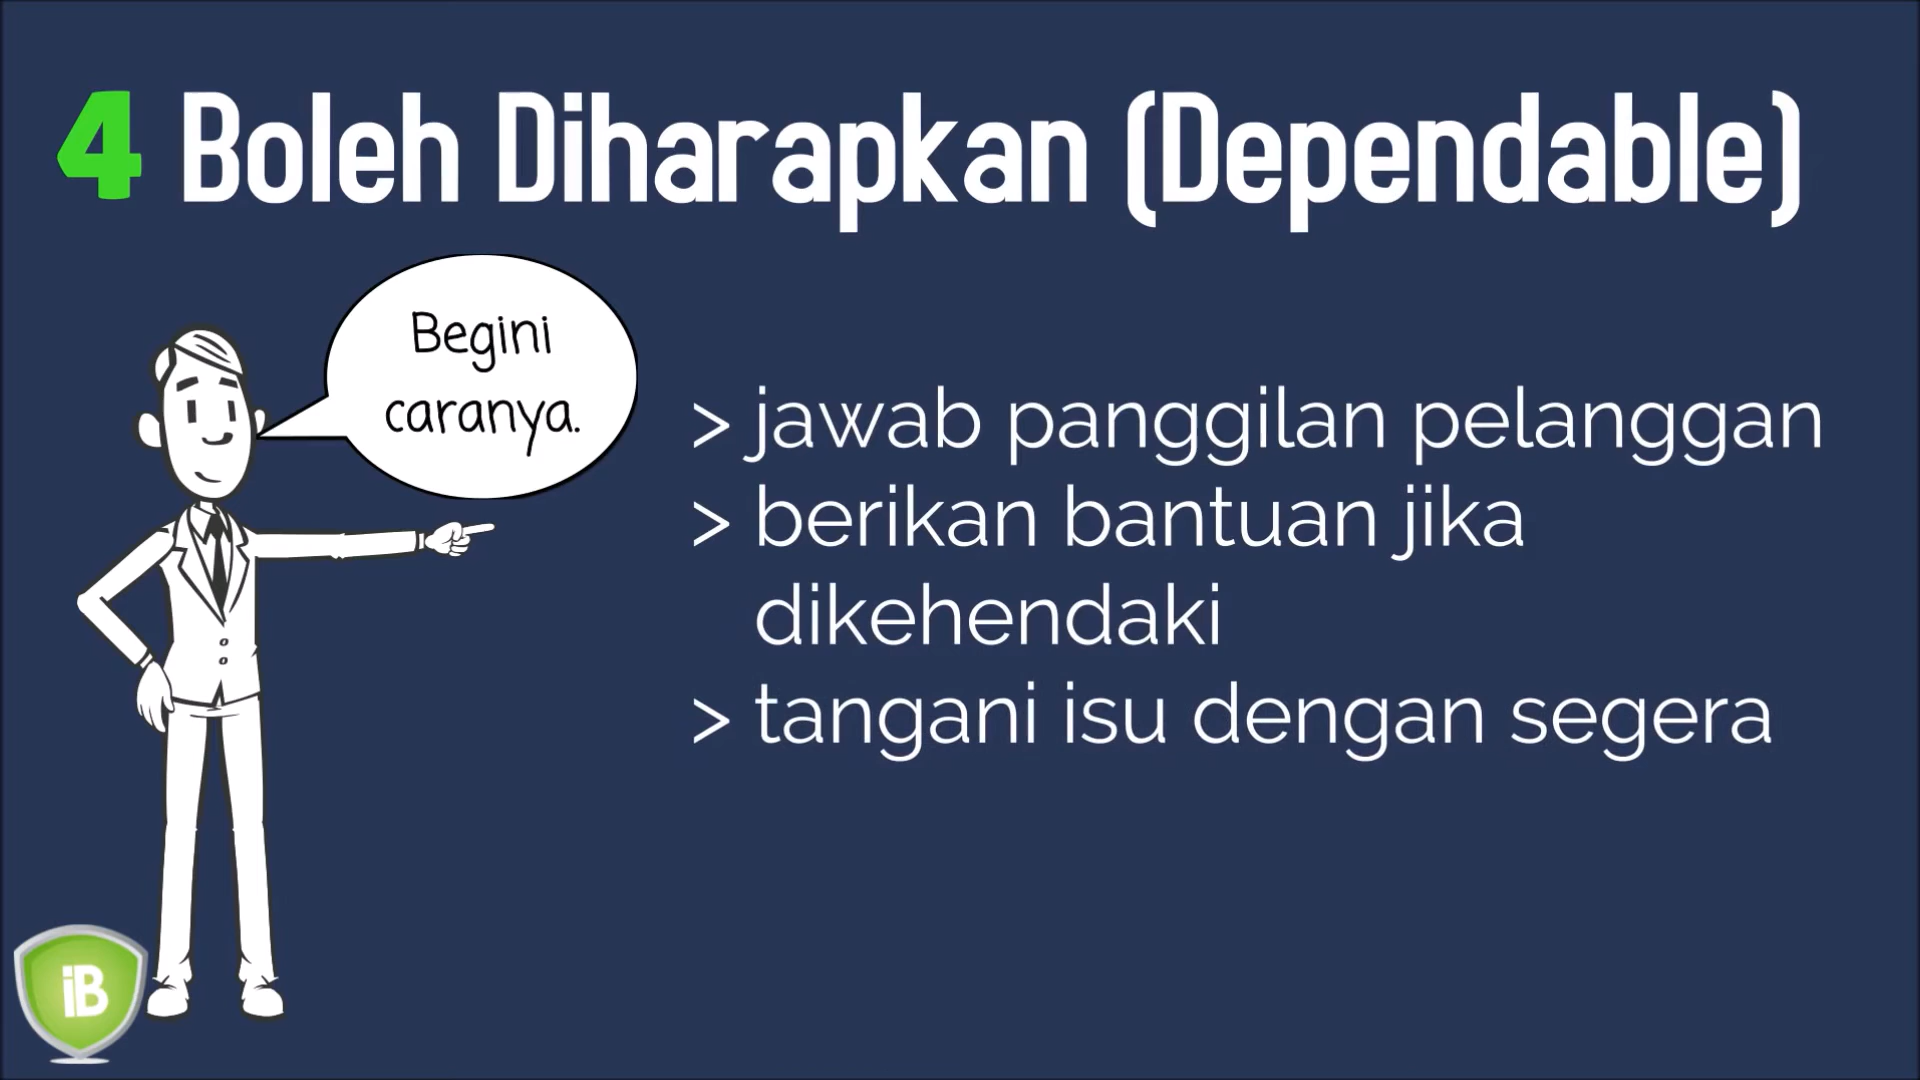 4 Boleh Diharapkan (Dependable)
Begini
caranya.
> jawab panggilan pelanggan
> berikan bantuan jika
dikehendaki
> tangani isu dengan segera
iB